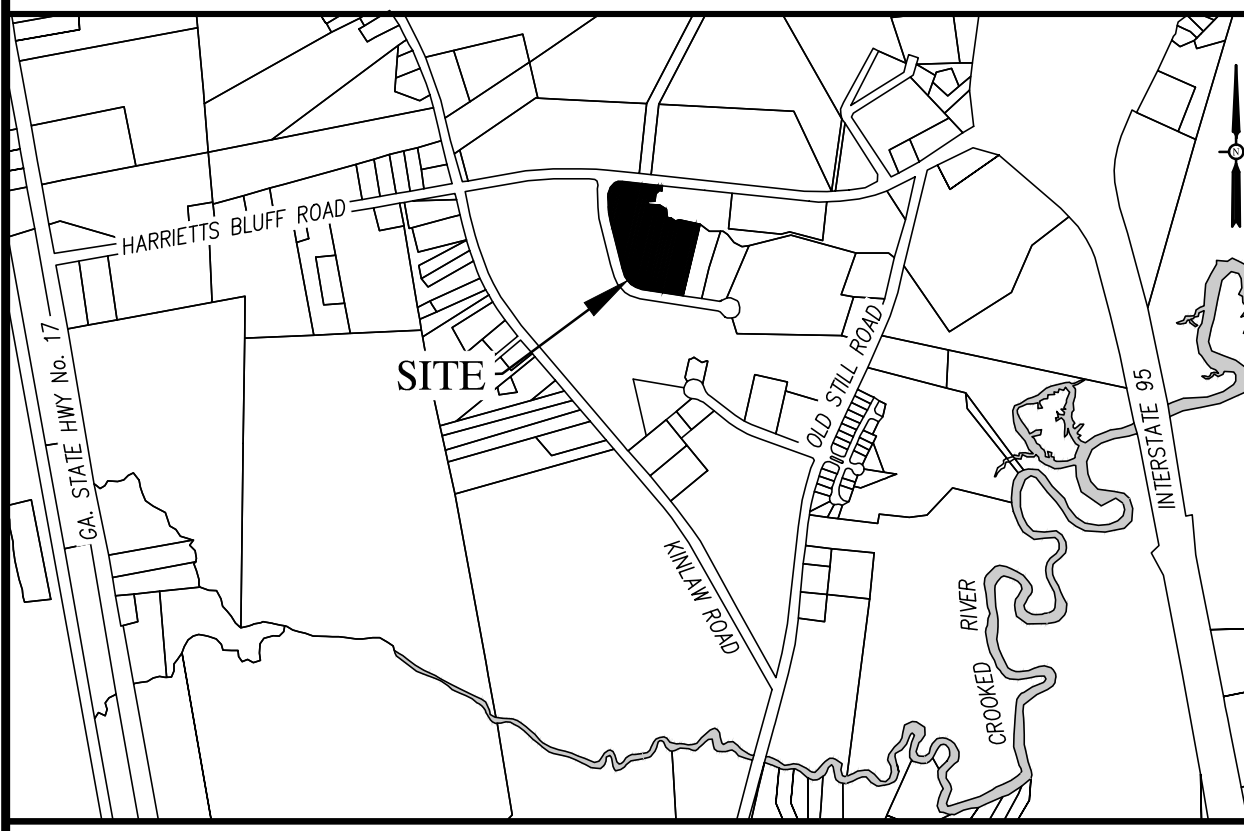 HARRIETTS BLUFF ROAD
GA. STATE HWY No. 17
SITE
OLD STILL ROAD
INTERSTATE 95
KINLAW ROAD
CROOKED RIVER
N